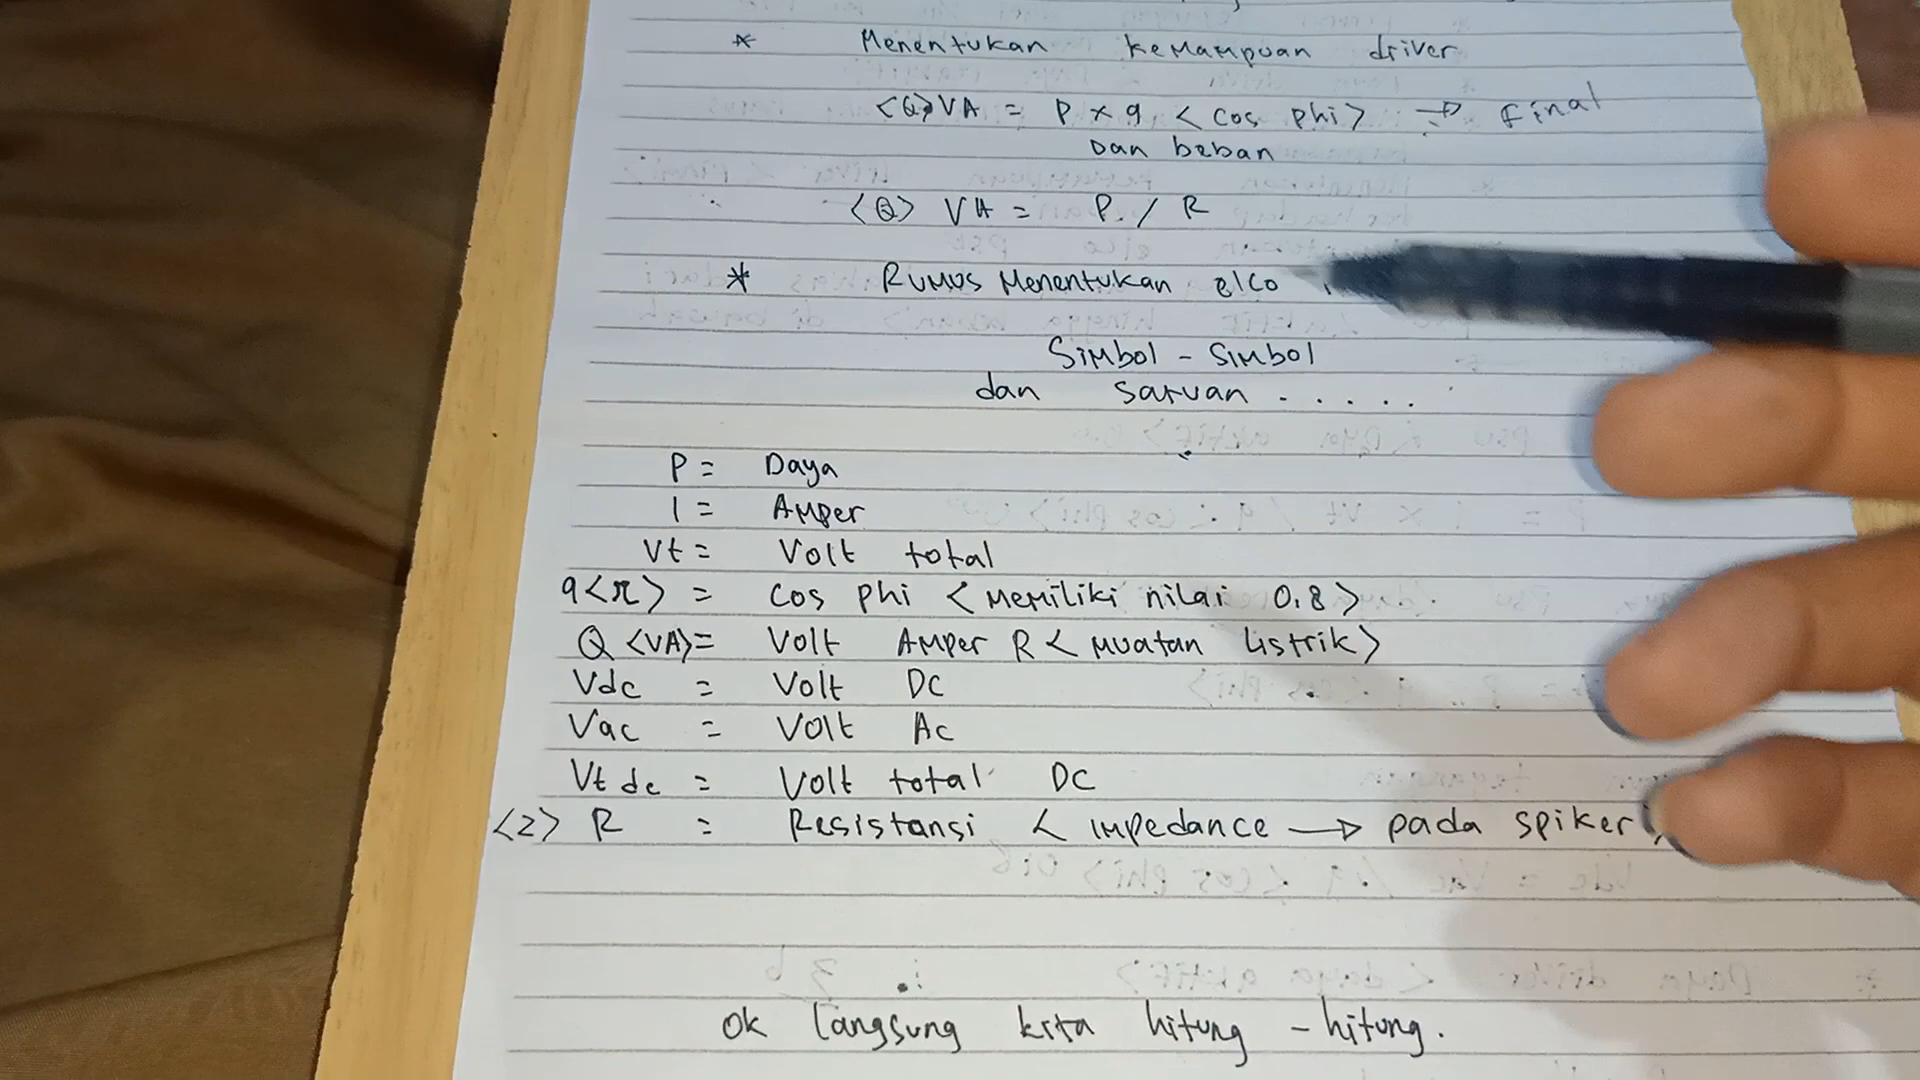 * Menentukan kemampuan driver
<Q>VA = P x q <cos phi> → Final
Dan beban
<Q> VA = P / R
* Rumus Menentukan elco
Simbol - Simbol
dan satuan . . . . .
P = Daya
I = Amper
Vt = Volt total
q<π> = cos phi <memiliki nilai 0.8>
Q <VA> = Volt Amper R < muatan listrik>
Vdc = Volt DC
Vac = Volt Ac
Vt dc = Volt total DC
<Z> R = Resistansi < impedance → pada spiker
Ok langsung kita hitung - hitung.